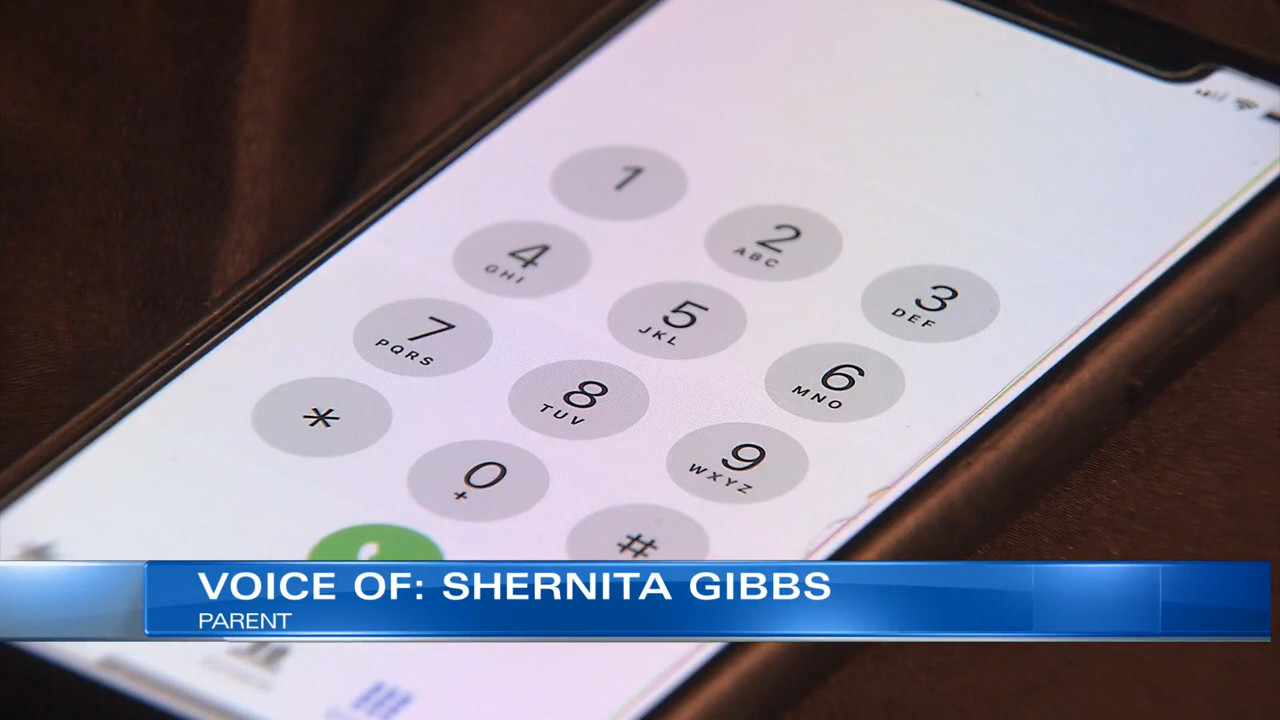 1
2
ABC
3
DEF
4
GHI
5
JKL
6
MNO
7
PQRS
8
TUV
9
WXYZ
*
0
+
#
VOICE OF: SHERNITA GIBBS
PARENT